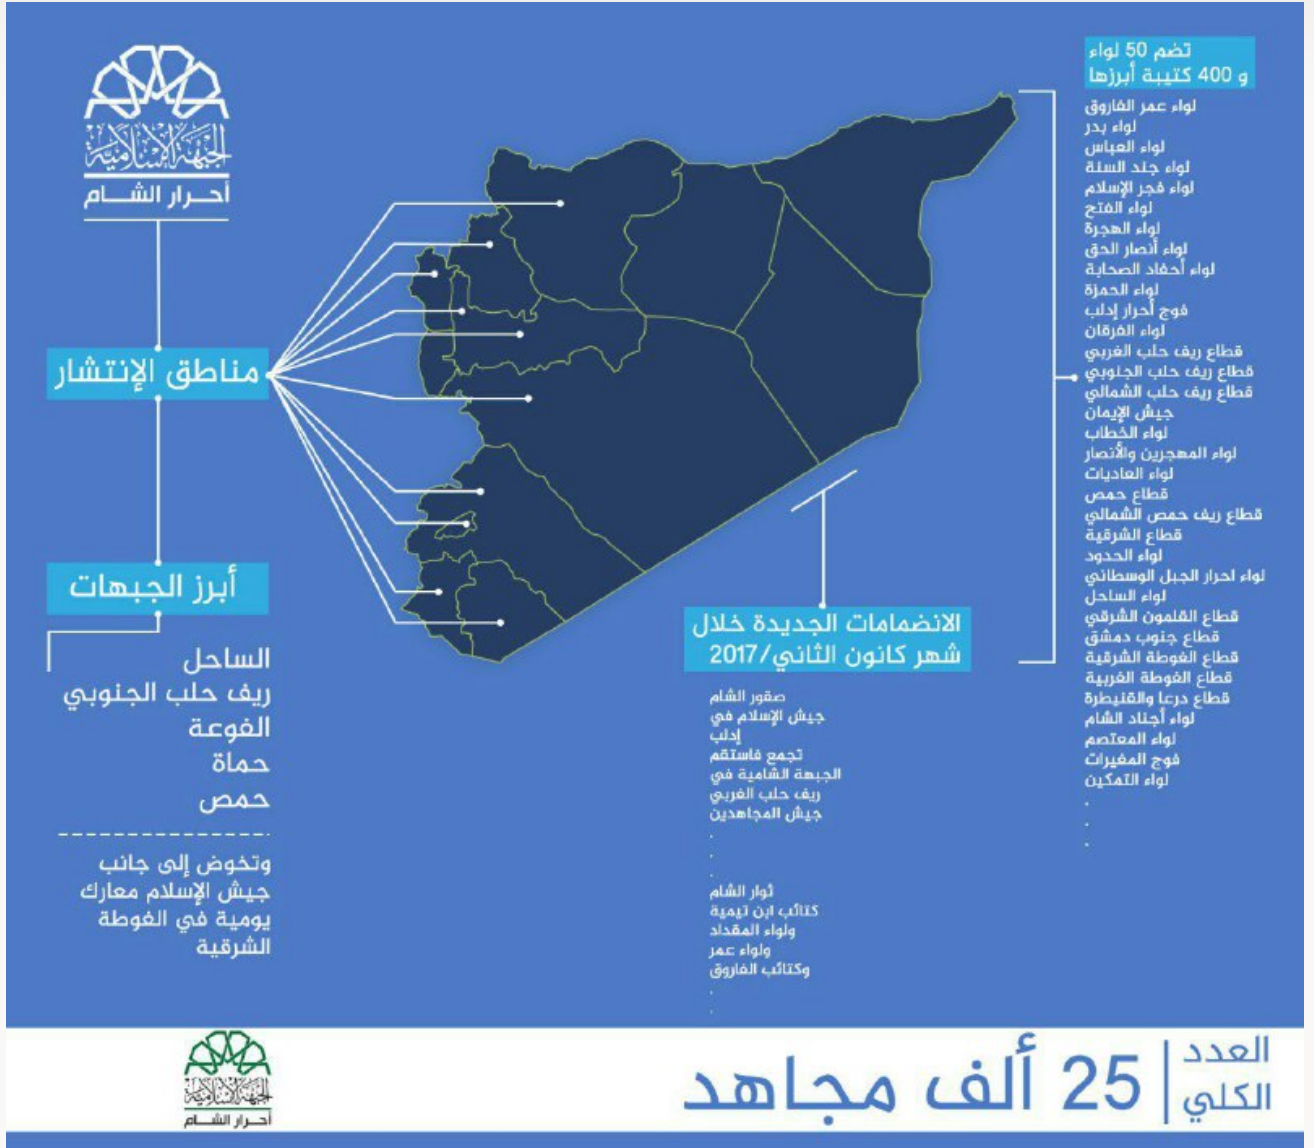 الجبهة الإسلامية
أحرار الشام
مناطق الإنتشار
أبرز الجبهات
الساحل
ريف حلب الجنوبي
الفوعة
حماة
حمص
وتخوض إلى جانب
جيش الإسلام معارك
يومية في الغوطة
الشرقية
تضم 50 لواء
و 400 كتيبة أبرزها
لواء عمر الفاروق
لواء بدر
لواء العباس
لواء جند السنة
لواء فجر الإسلام
لواء الفتح
لواء الهجرة
لواء أنصار الحق
لواء أحفاد الصحابة
لواء الحمزة
فوج أحرار إدلب
لواء الفرقان
قطاع ريف حلب الغربي
قطاع ريف حلب الجنوبي
قطاع ريف حلب الشمالي
جيش الإيمان
لواء الخطاب
لواء المهجرين والأنصار
لواء العاديات
قطاع حمص
قطاع ريف حمص الشمالي
قطاع الشرقية
لواء الحدود
لواء احرار الجبل الوسطاني
لواء الساحل
قطاع القلمون الشرقي
قطاع جنوب دمشق
قطاع الغوطة الشرقية
قطاع الغوطة الغربية
قطاع درعا والقنيطرة
لواء أجناد الشام
لواء المعتصم
فوج المغيرات
لواء التمكين
.
.
.
الانضمامات الجديدة خلال
شهر كانون الثاني/2017
صقور الشام
جيش الإسلام في
إدلب
تجمع فاستقم
الجبهة الشامية في
ريف حلب الغربي
جيش المجاهدين
.
.
.
ثوار الشام
كتائب ابن تيمية
ولواء المقداد
ولواء عمر
وكتائب الفاروق
.
.
العدد
الكلي
25 ألف مجاهد
الجبهة الإسلامية
أحرار الشام